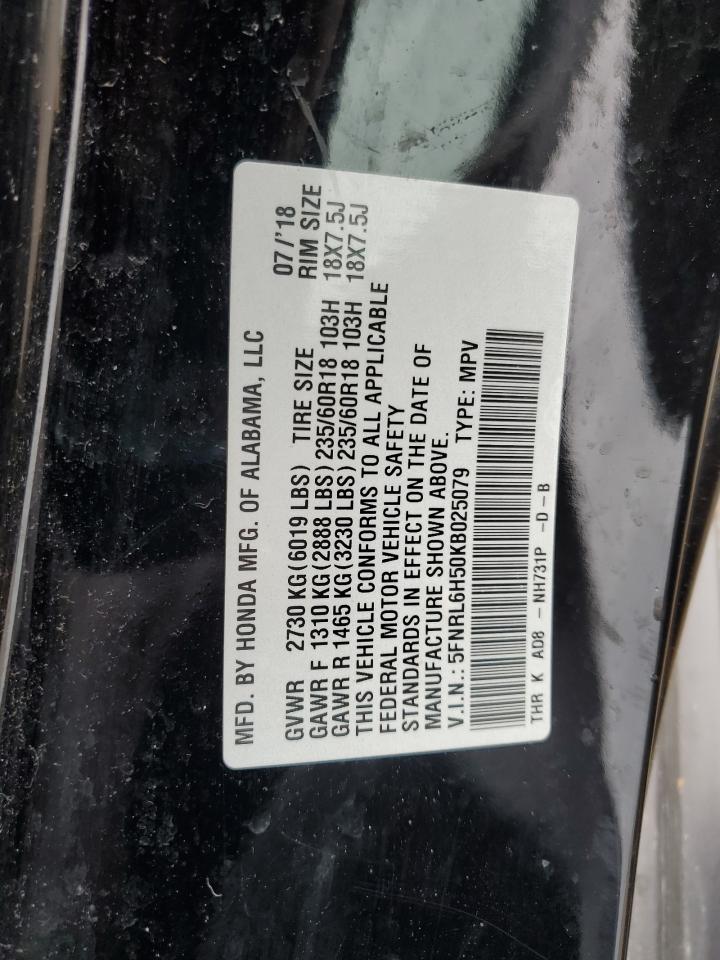 MFD. BY HONDA MFG. OF ALABAMA, LLC 07/'18
GVWR 2730 KG(6019 LBS) TIRE SIZE RIM SIZE
GAWR F 1310 KG(2888 LBS) 235/60R18 103H 18X7.5J
GAWR R 1465 KG(3230 LBS) 235/60R18 103H 18X7.5J
THIS VEHICLE CONFORMS TO ALL APPLICABLE
FEDERAL MOTOR VEHICLE SAFETY
STANDARDS IN EFFECT ON THE DATE OF
MANUFACTURE SHOWN ABOVE.
V.I.N.: 5FNRL6H50KB025079 TYPE: MPV
THR K AD8 - NH731P -D-B